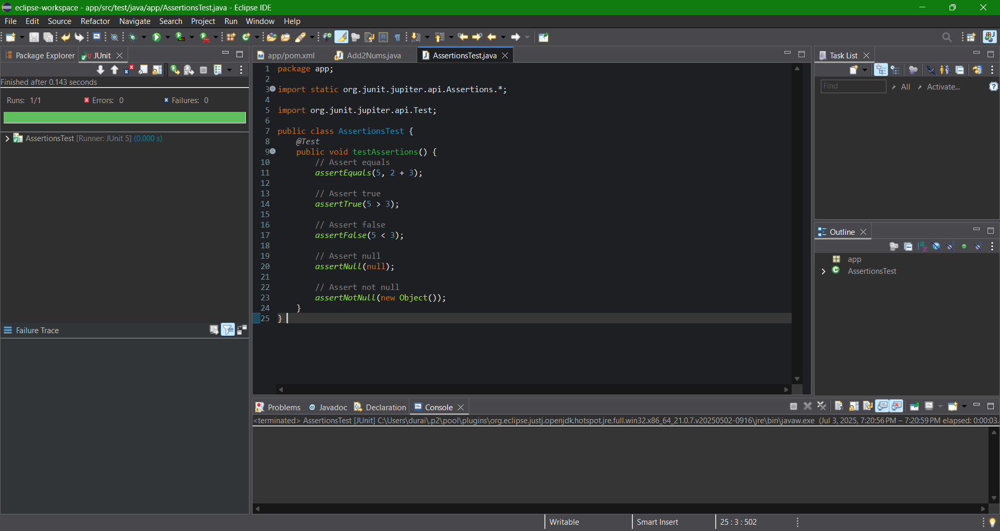 eclipse-workspace - app/src/test/java/app/AssertionsTest.java - Eclipse IDE
File Edit Source Refactor Navigate Search Project Run Window Help
Package Explorer JUnit
Finished after 0.143 seconds
Runs: 1/1 Errors: 0 Failures: 0
AssertionsTest [Runner: JUnit 5] (0.000 s)
Failure Trace
app/pom.xml Add2Nums.java AssertionsTest.java
1 package app;
2
3 import static org.junit.jupiter.api.Assertions.*;
4
5 import org.junit.jupiter.api.Test;
6
7 public class AssertionsTest {
8 @Test
9 public void testAssertions() {
10 // Assert equals
11 assertEquals(5, 2 + 3);
12
13 // Assert true
14 assertTrue(5 > 3);
15
16 // Assert false
17 assertFalse(5 < 3);
18
19 // Assert null
20 assertNull(null);
21
22 // Assert not null
23 assertNotNull(new Object());
24 }
25 }
Task List
Find All Activate...
Outline
app
AssertionsTest
Problems Javadoc Declaration Console
<terminated> AssertionsTest [JUnit] C:\Users\durai\.p2\pool\plugins\org.eclipse.justj.openjdk.hotspot.jre.full.win32.x86_64_21.0.7.v20250502-0916\jre\bin\javaw.exe (Jul 3, 2025, 7:20:56 PM – 7:20:59 PM elapsed: 0:00:03.
Writable Smart Insert 25 : 3 : 502